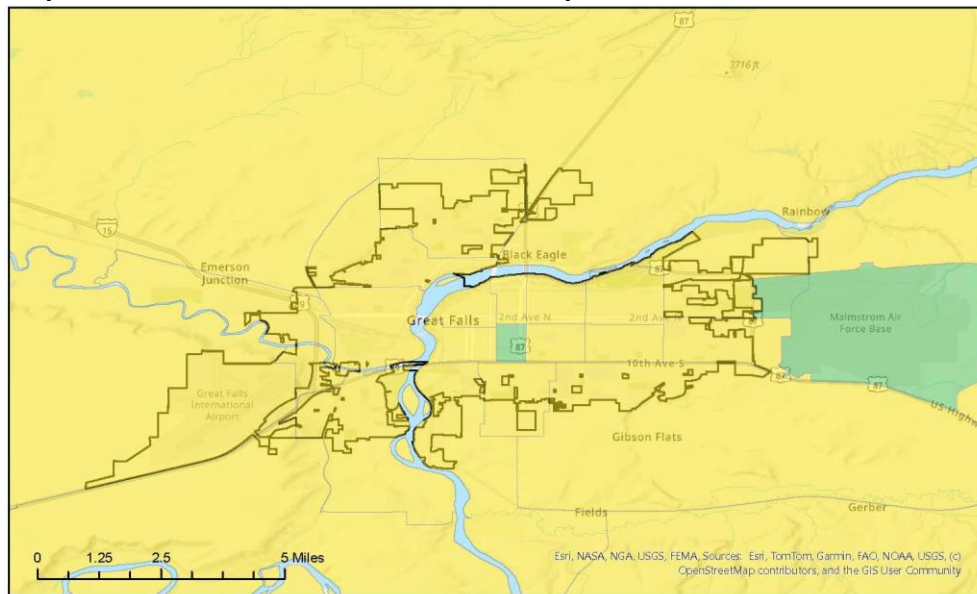 87
3716 ft
15
Rainbow
Black Eagle
Emerson
Junction
87
Great Falls
2nd Ave N
2nd Ave N
87
Malmstrom Air
Force Base
87
10th Ave S
87
87
Great Falls
International
Airport
US High
Gibson Flats
Gerber
Fields
0 1.25 2.5 5 Miles
Esri, NASA, NGA, USGS, FEMA, Sources: Esri, TomTom, Garmin, FAO, NOAA, USGS, (c)
OpenStreetMap contributors, and the GIS User Community